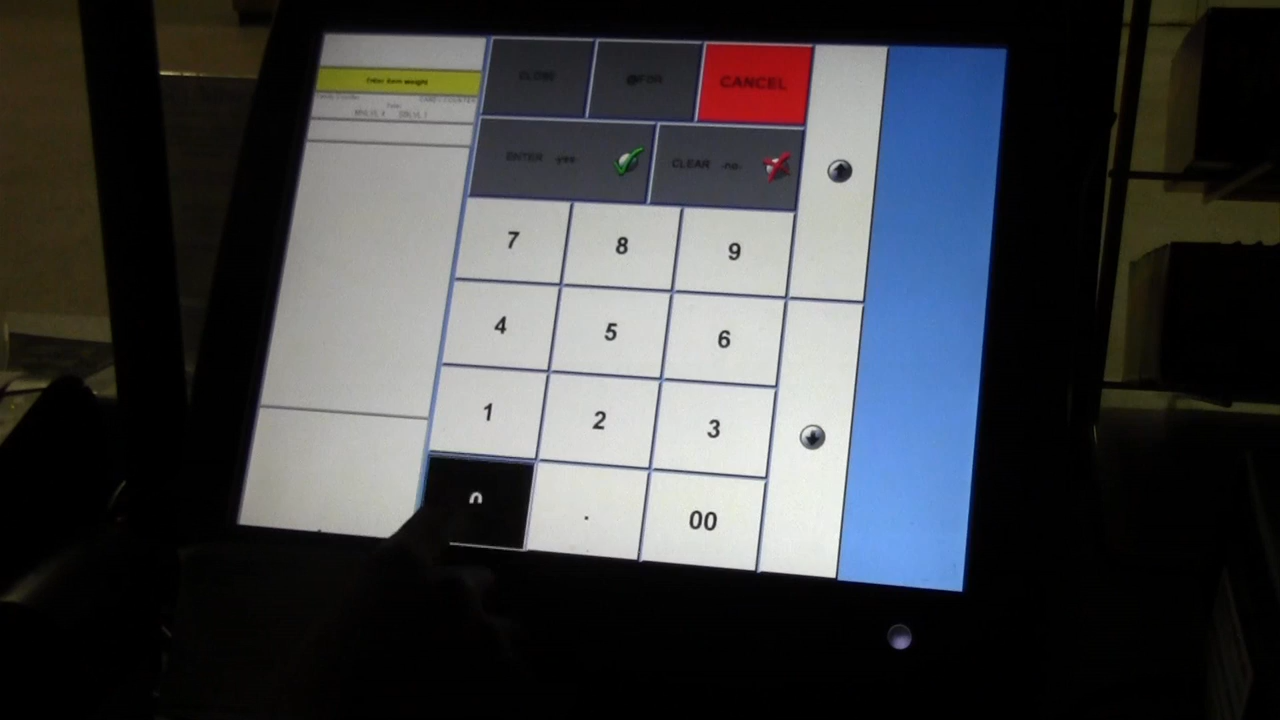 Enter item weight
CLOSE @FOR CANCEL
ENTER -yes- CLEAR -no-
7 8 9
4 5 6
1 2 3
0 . 00